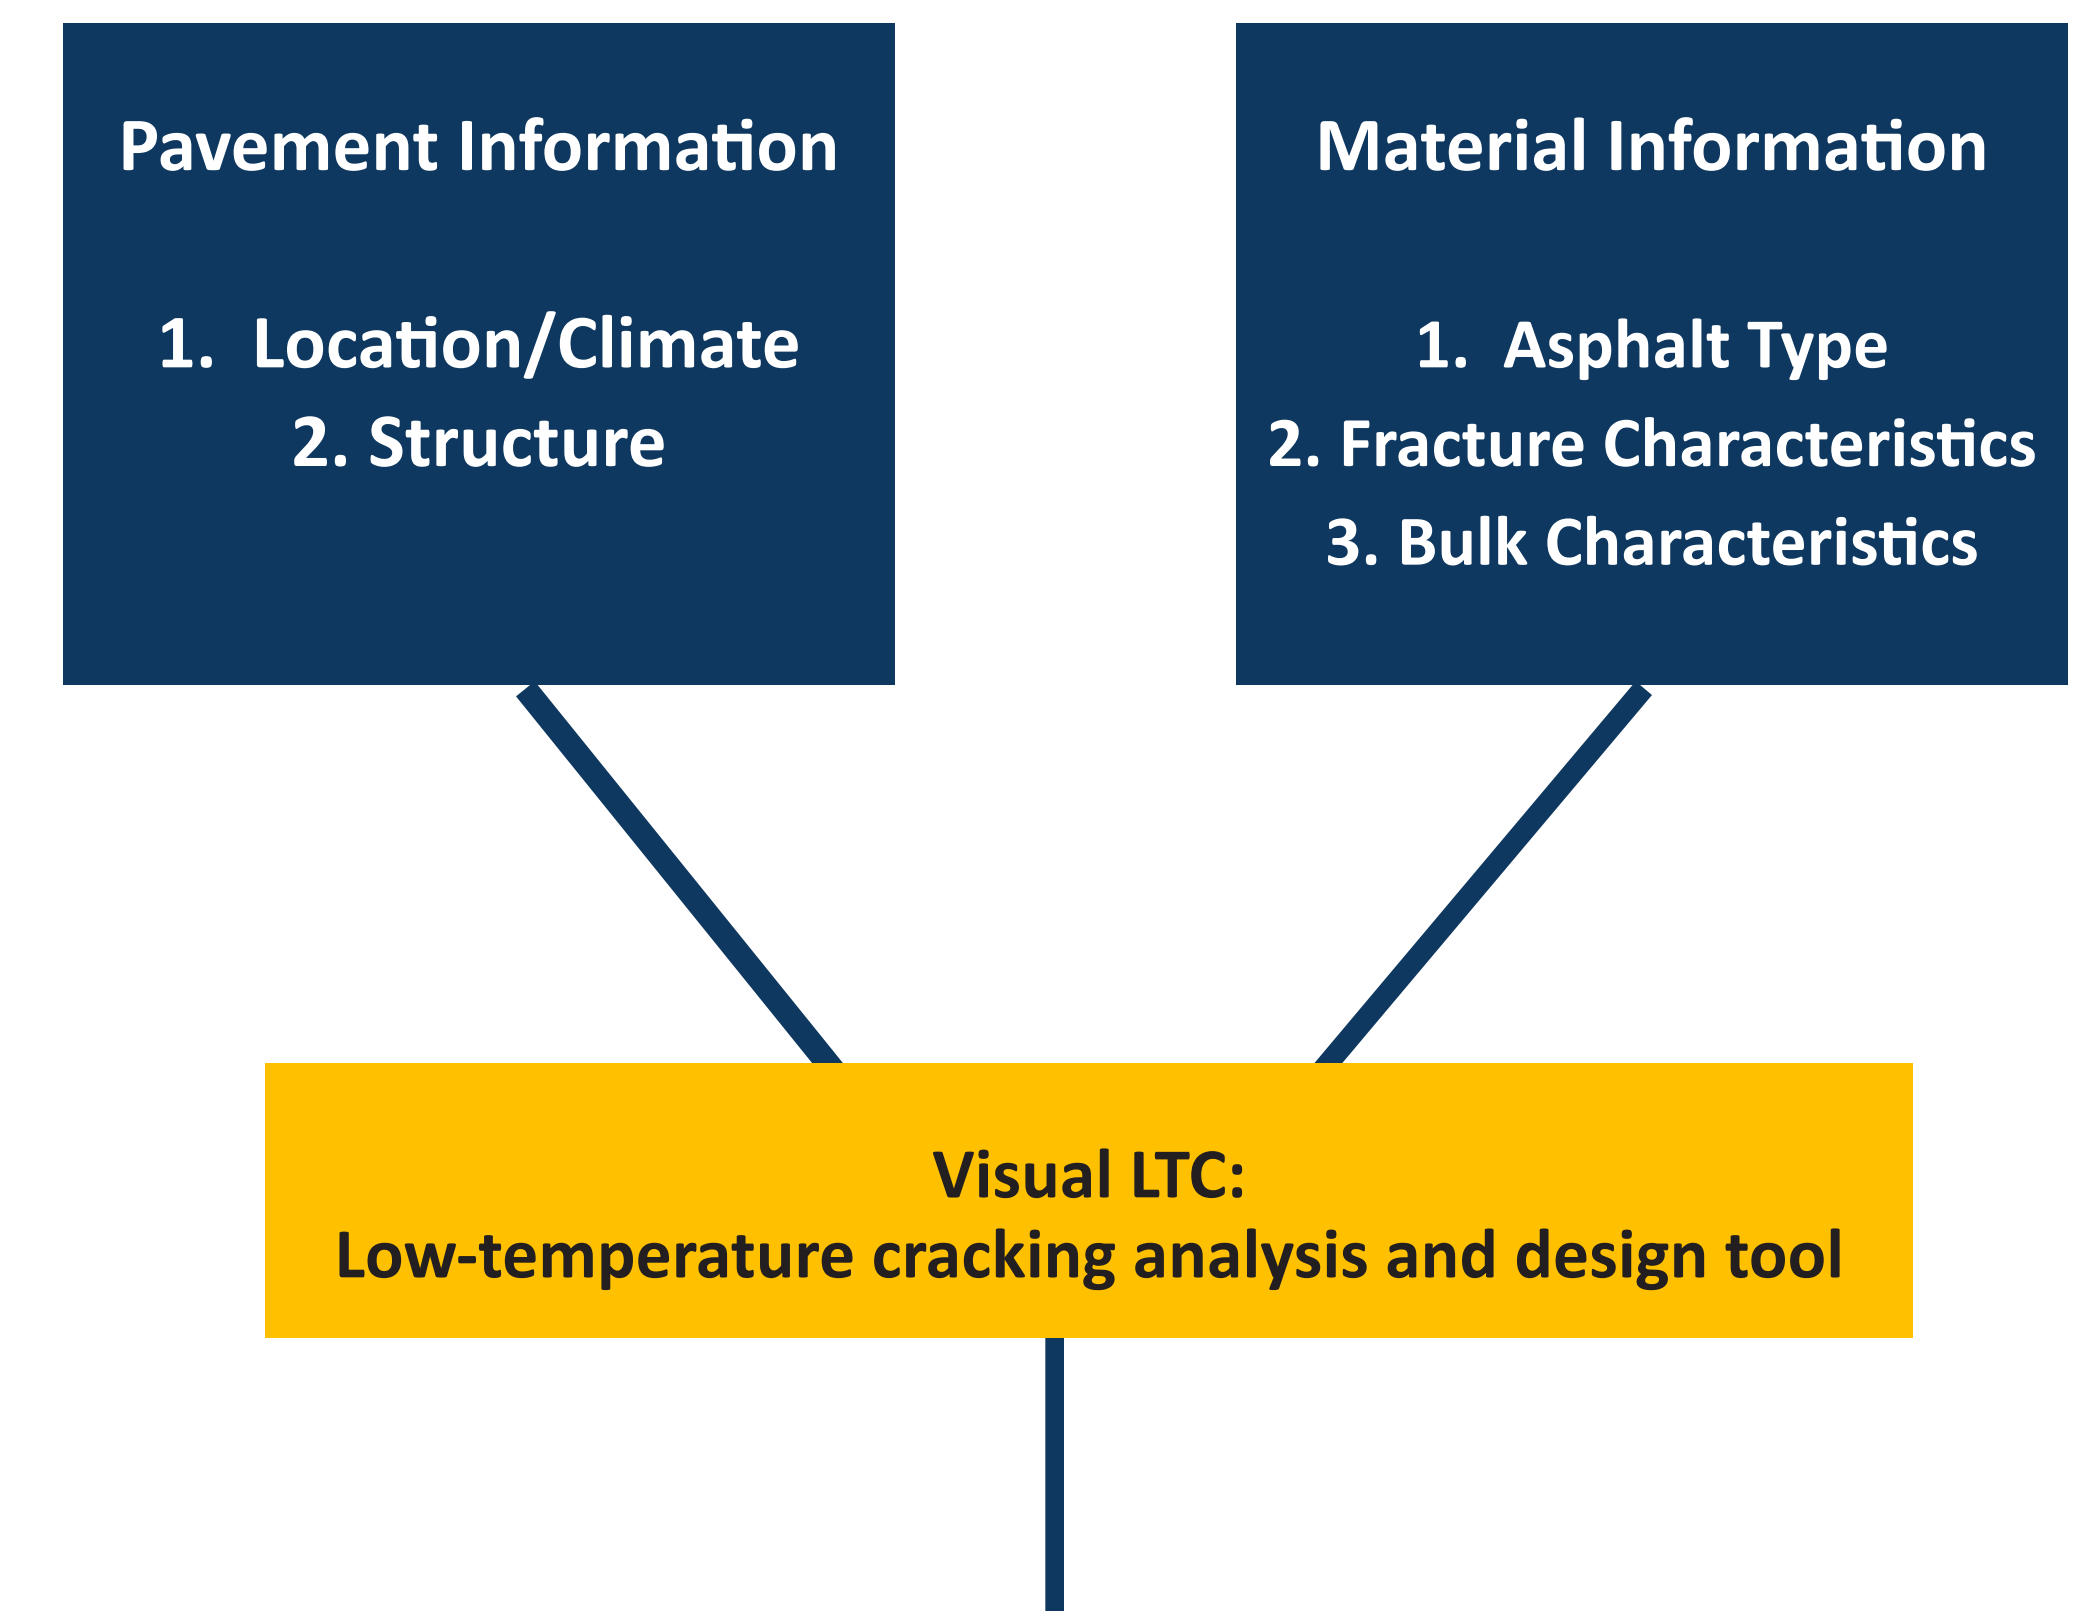 Pavement Information
1. Location/Climate
2. Structure
Material Information
1. Asphalt Type
2. Fracture Characteristics
3. Bulk Characteristics
Visual LTC:
Low-temperature cracking analysis and design tool